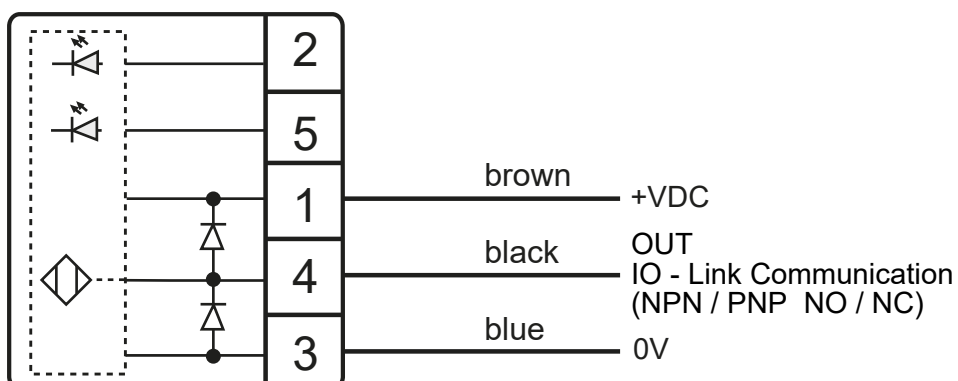 2
5
1
brown
+VDC
4
black
OUT
IO - Link Communication
(NPN / PNP NO / NC)
3
blue
0V